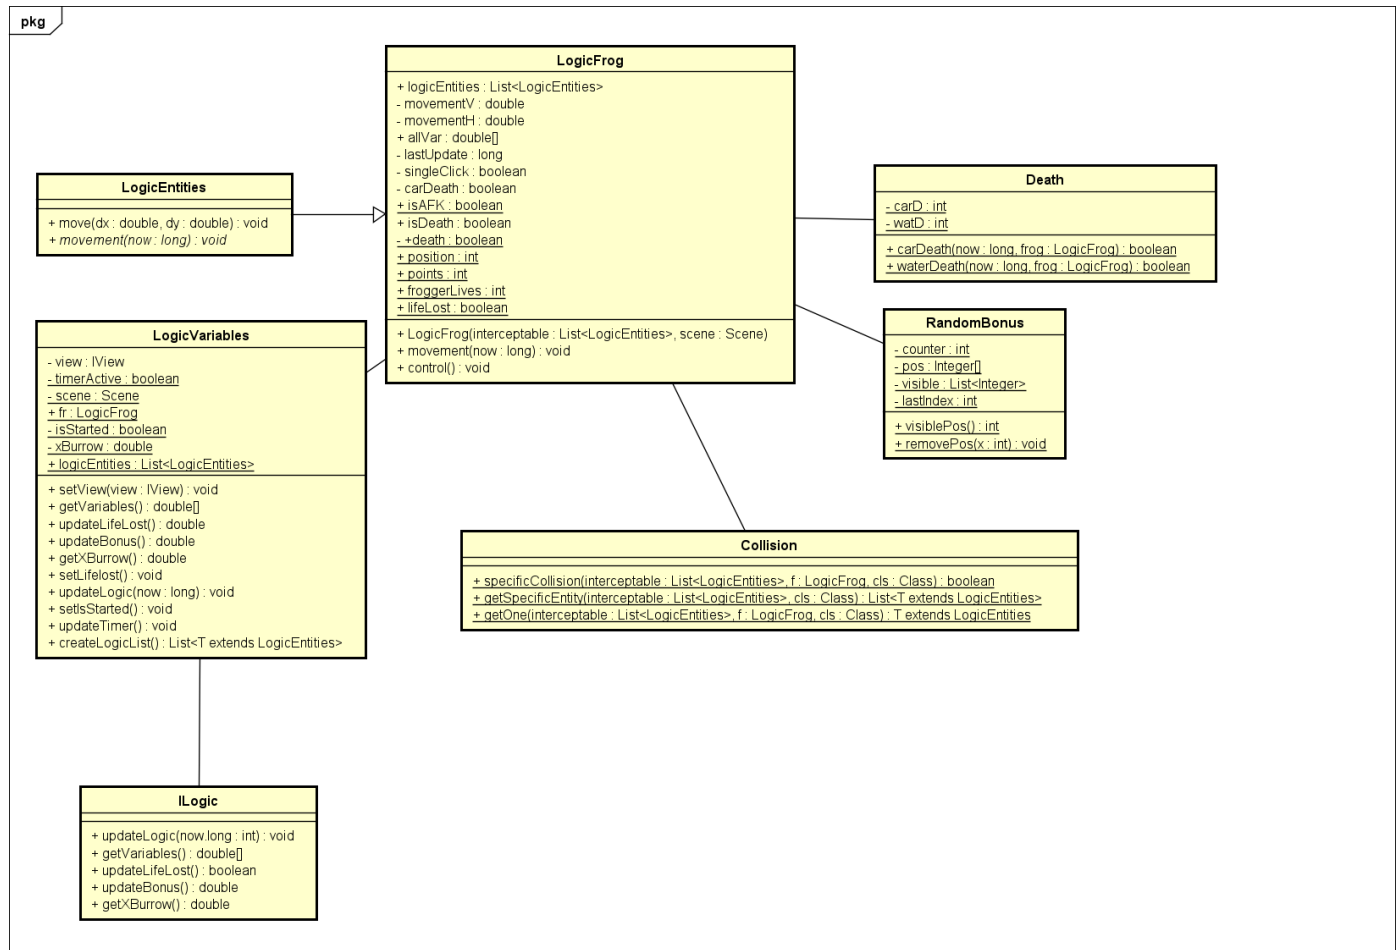 pkg
LogicFrog
+ logicEntities : List<LogicEntities>
- movementV : double
- movementH : double
+ allVar : double[]
- lastUpdate : long
- singleClick : boolean
- carDeath : boolean
+ isAFK : boolean
+ isDeath : boolean
- +death : boolean
+ position : int
+ points : int
+ froggerLives : int
+ lifeLost : boolean
+ LogicFrog(interceptable : List<LogicEntities>, scene : Scene)
+ movement(now : long) : void
+ control() : void
LogicEntities
+ move(dx : double, dy : double) : void
+ movement(now : long) : void
Death
- carD : int
- watD : int
+ carDeath(now : long, frog : LogicFrog) : boolean
+ waterDeath(now : long, frog : LogicFrog) : boolean
RandomBonus
- counter : int
- pos : Integer[]
- visible : List<Integer>
- lastIndex : int
+ visiblePos() : int
+ removePos(x : int) : void
LogicVariables
- view : IView
- timerActive : boolean
- scene : Scene
+ fr : LogicFrog
- isStarted : boolean
- xBurrow : double
+ logicEntities : List<LogicEntities>
+ setView(view : IView) : void
+ getVariables() : double[]
+ updateLifeLost() : double
+ updateBonus() : double
+ getXBurrow() : double
+ setLifelost() : void
+ updateLogic(now : long) : void
+ setIsStarted() : void
+ updateTimer() : void
+ createLogicList() : List<T extends LogicEntities>
Collision
+ specificCollision(interceptable : List<LogicEntities>, f : LogicFrog, cls : Class) : boolean
+ getSpecificEntity(interceptable : List<LogicEntities>, cls : Class) : List<T extends LogicEntities>
+ getOne(interceptable : List<LogicEntities>, f : LogicFrog, cls : Class) : T extends LogicEntities
ILogic
+ updateLogic(now.long : int) : void
+ getVariables() : double[]
+ updateLifeLost() : boolean
+ updateBonus() : double
+ getXBurrow() : double